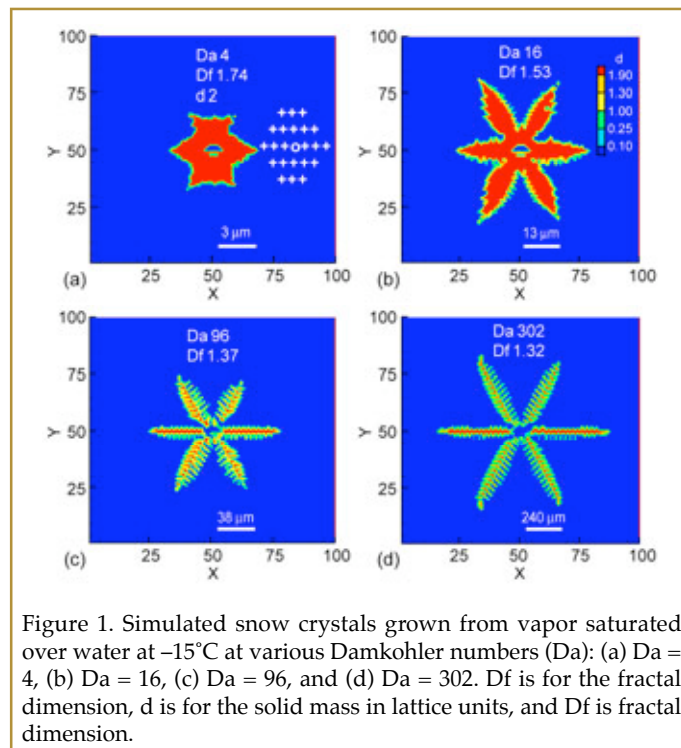 100
75
50
25
Y
Da 4
Df 1.74
d 2
3 μm
(a)
25
50
75
100
X
100
75
50
25
Y
Da 16
Df 1.53
d
1.90
1.30
1.00
0.25
0.10
13 μm
(b)
25
50
75
100
X
100
75
50
25
Y
Da 96
Df 1.37
38 μm
(c)
25
50
75
100
X
100
75
50
25
Y
Da 302
Df 1.32
240 μm
(d)
25
50
75
100
X
Figure 1. Simulated snow crystals grown from vapor saturated
over water at –15˚C at various Damkohler numbers (Da): (a) Da =
4, (b) Da = 16, (c) Da = 96, and (d) Da = 302. Df is for the fractal
dimension, d is for the solid mass in lattice units, and Df is fractal
dimension.